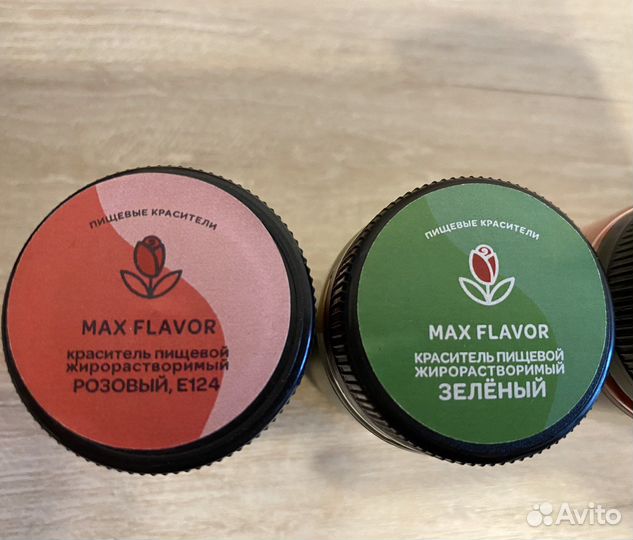 ПИЩЕВЫЕ КРАСИТЕЛИ
MAX FLAVOR
краситель пищевой
жирорастворимый
РОЗОВЫЙ, Е124
ПИЩЕВЫЕ КРАСИТЕЛИ
MAX FLAVOR
КРАСИТЕЛЬ ПИЩЕВОЙ
ЖИРОРАСТВОРИМЫЙ
ЗЕЛЁНЫЙ
Avito